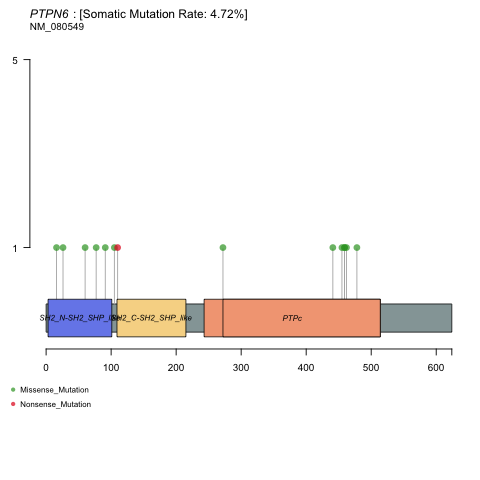 PTPN6 : [Somatic Mutation Rate: 4.72%]
NM_080549
5
1
SH2_N-SH2_SHP_like
SH2_C-SH2_SHP_like
PTPc
0 100 200 300 400 500 600
Missense_Mutation
Nonsense_Mutation